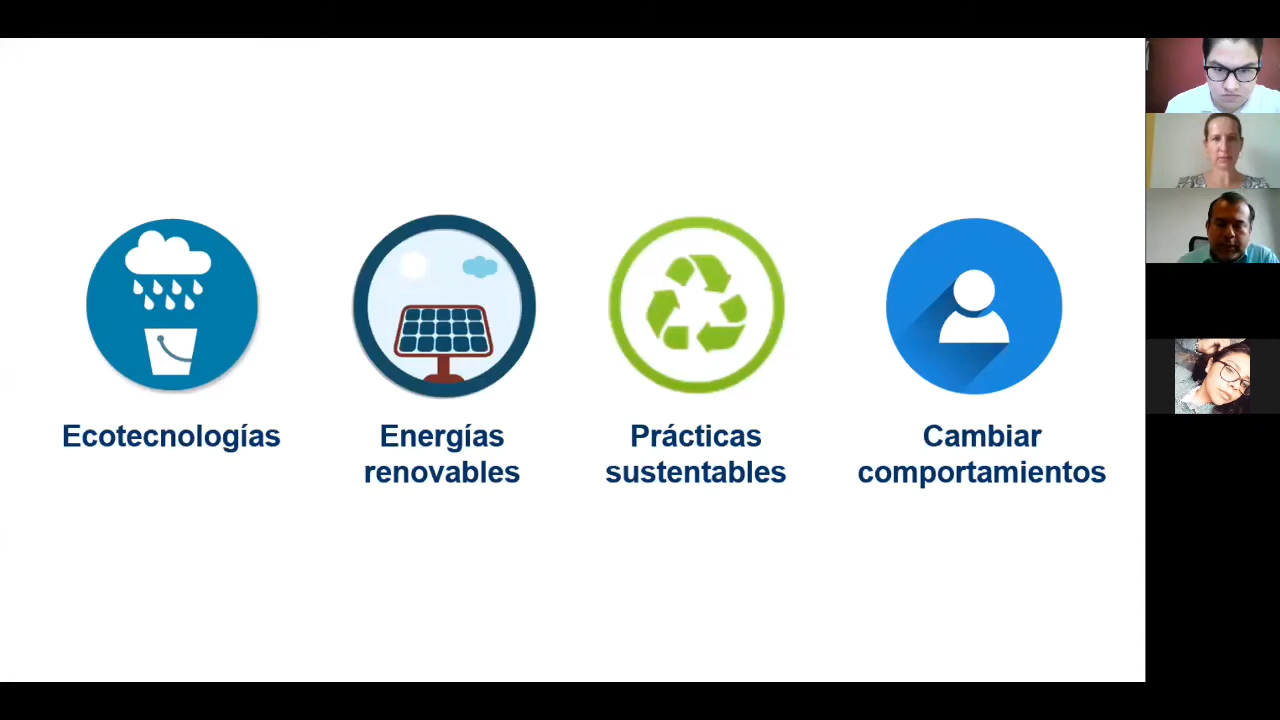 Ecotecnologías
Energías
renovables
Prácticas
sustentables
Cambiar
comportamientos